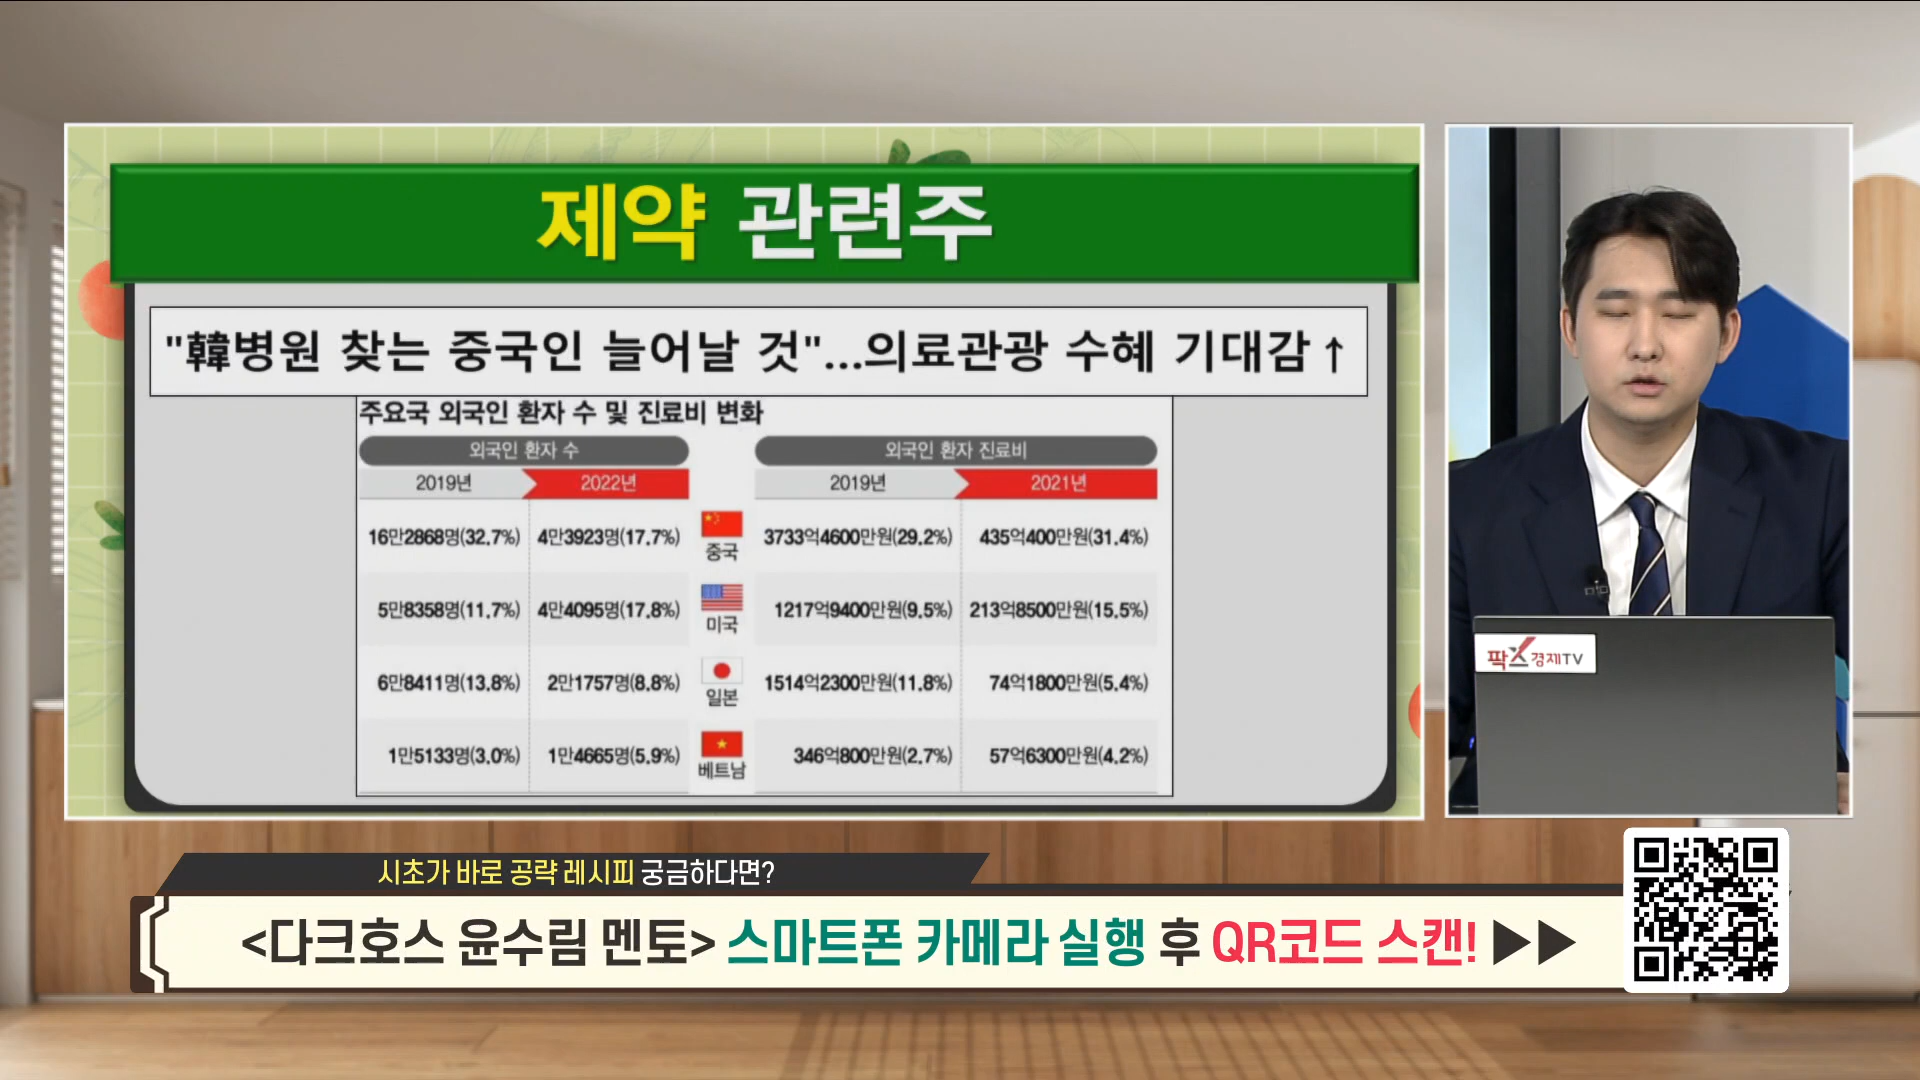 제약 관련주
"韓병원 찾는 중국인 늘어날 것"...의료관광 수혜 기대감↑
주요국 외국인 환자 수 및 진료비 변화
외국인 환자 수
외국인 환자 진료비
2019년
2022년
2019년
2021년
16만2868명(32.7%)
4만3923명(17.7%)
중국
3733억4600만원(29.2%)
435억400만원(31.4%)
5만8358명(11.7%)
4만4095명(17.8%)
미국
1217억9400만원(9.5%)
213억8500만원(15.5%)
6만8411명(13.8%)
2만1757명(8.8%)
일본
1514억2300만원(11.8%)
74억1800만원(5.4%)
1만5133명(3.0%)
1만4665명(5.9%)
베트남
346억800만원(2.7%)
57억6300만원(4.2%)
팍스경제TV
시초가 바로 공략 레시피 궁금하다면?
<다크호스 윤수림 멘토> 스마트폰 카메라 실행 후 QR코드 스캔! ▶▶